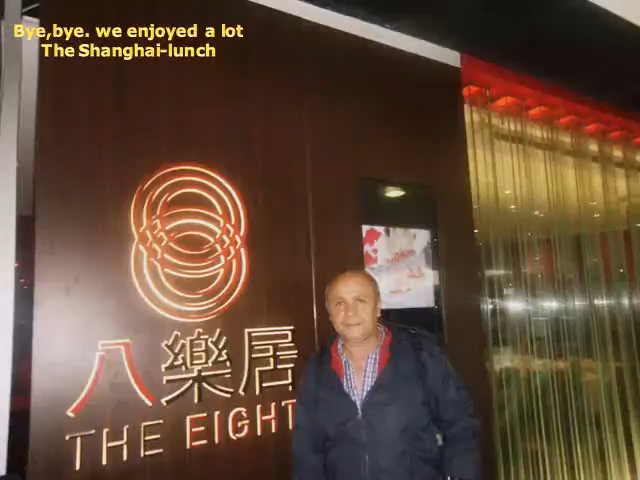 Bye,bye. we enjoyed a lot
The Shanghai-lunch
八樂居
THE EIGHT